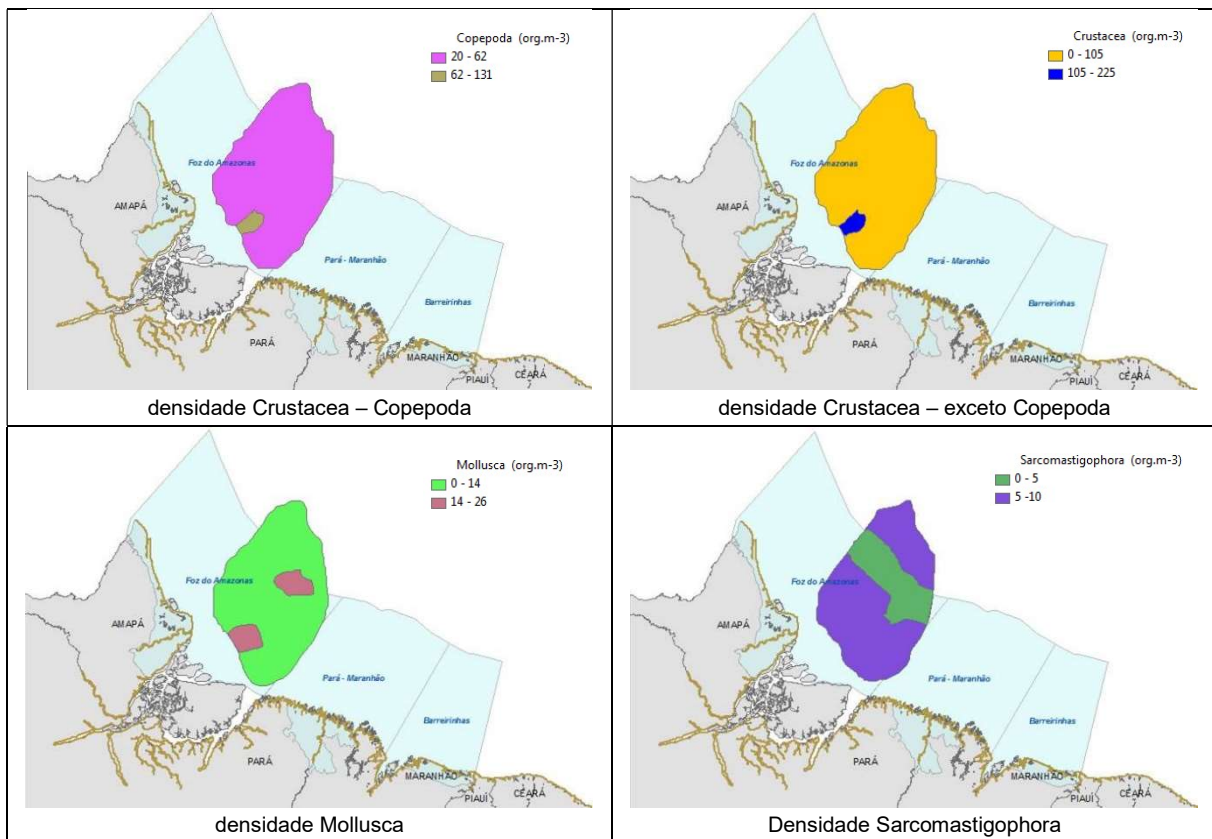 Copepoda (org.m-3)
20 - 62
62 - 131
Foz do Amazonas
AMAPÁ
Pará - Maranhão
Barreirinhas
PARÁ
MARANHÃO
PIAUÍ
CEARÁ
densidade Crustacea – Copepoda
Crustacea (org.m-3)
0 - 105
105 - 225
Foz do Amazonas
AMAPÁ
Pará - Maranhão
Barreirinhas
PARÁ
MARANHÃO
PIAUÍ
CEARÁ
densidade Crustacea – exceto Copepoda
Mollusca (org.m-3)
0 - 14
14 - 26
Foz do Amazonas
AMAPÁ
Pará - Maranhão
Barreirinhas
PARÁ
MARANHÃO
PIAUÍ
CEARÁ
densidade Mollusca
Sarcomastigophora (org.m-3)
0 - 5
5 -10
Foz do Amazonas
AMAPÁ
Pará - Maranhão
Barreirinhas
PARÁ
MARANHÃO
PIAUÍ
CEARÁ
Densidade Sarcomastigophora